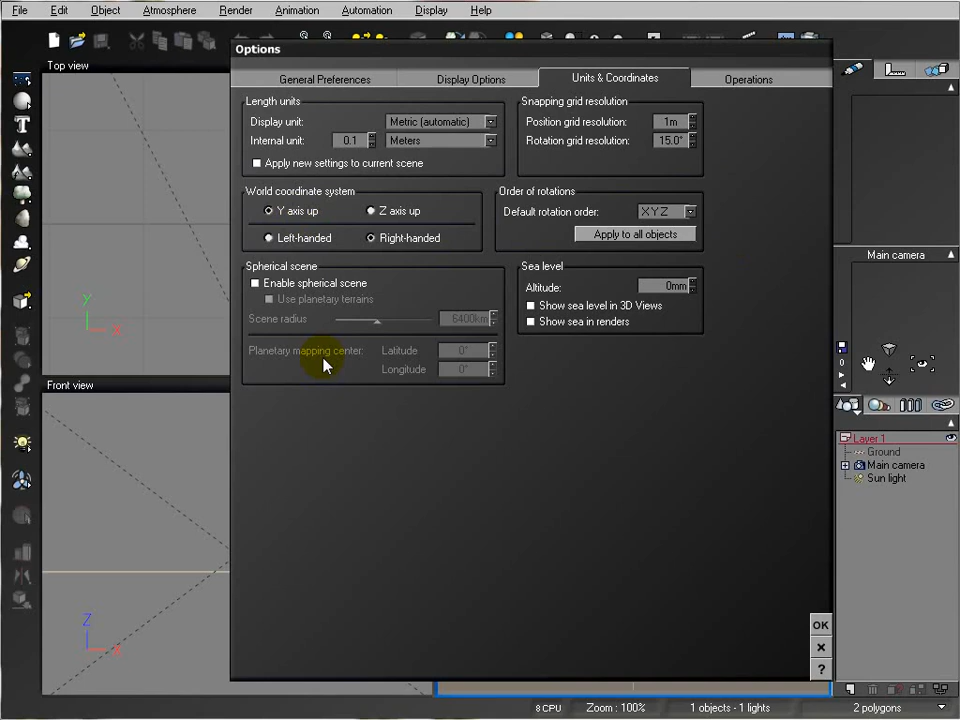 File Edit Object Atmosphere Render Animation Automation Display Help
Options
Top view
General Preferences Display Options Units & Coordinates Operations
Length units
Display unit: Metric (automatic)
Internal unit: 0.1 Meters
Apply new settings to current scene
Snapping grid resolution
Position grid resolution: 1m
Rotation grid resolution: 15.0°
World coordinate system
Y axis up Z axis up
Left-handed Right-handed
Order of rotations
Default rotation order: XYZ
Apply to all objects
Spherical scene
Enable spherical scene
Use planetary terrains
Scene radius 6400km
Planetary mapping center: Latitude 0°
Longitude 0°
Sea level
Altitude: 0mm
Show sea level in 3D Views
Show sea in renders
Main camera
0
Y
X
Front view
Z
X
Layer 1
Ground
Main camera
Sun light
OK
?
8 CPU Zoom : 100% 1 objects - 1 lights 2 polygons